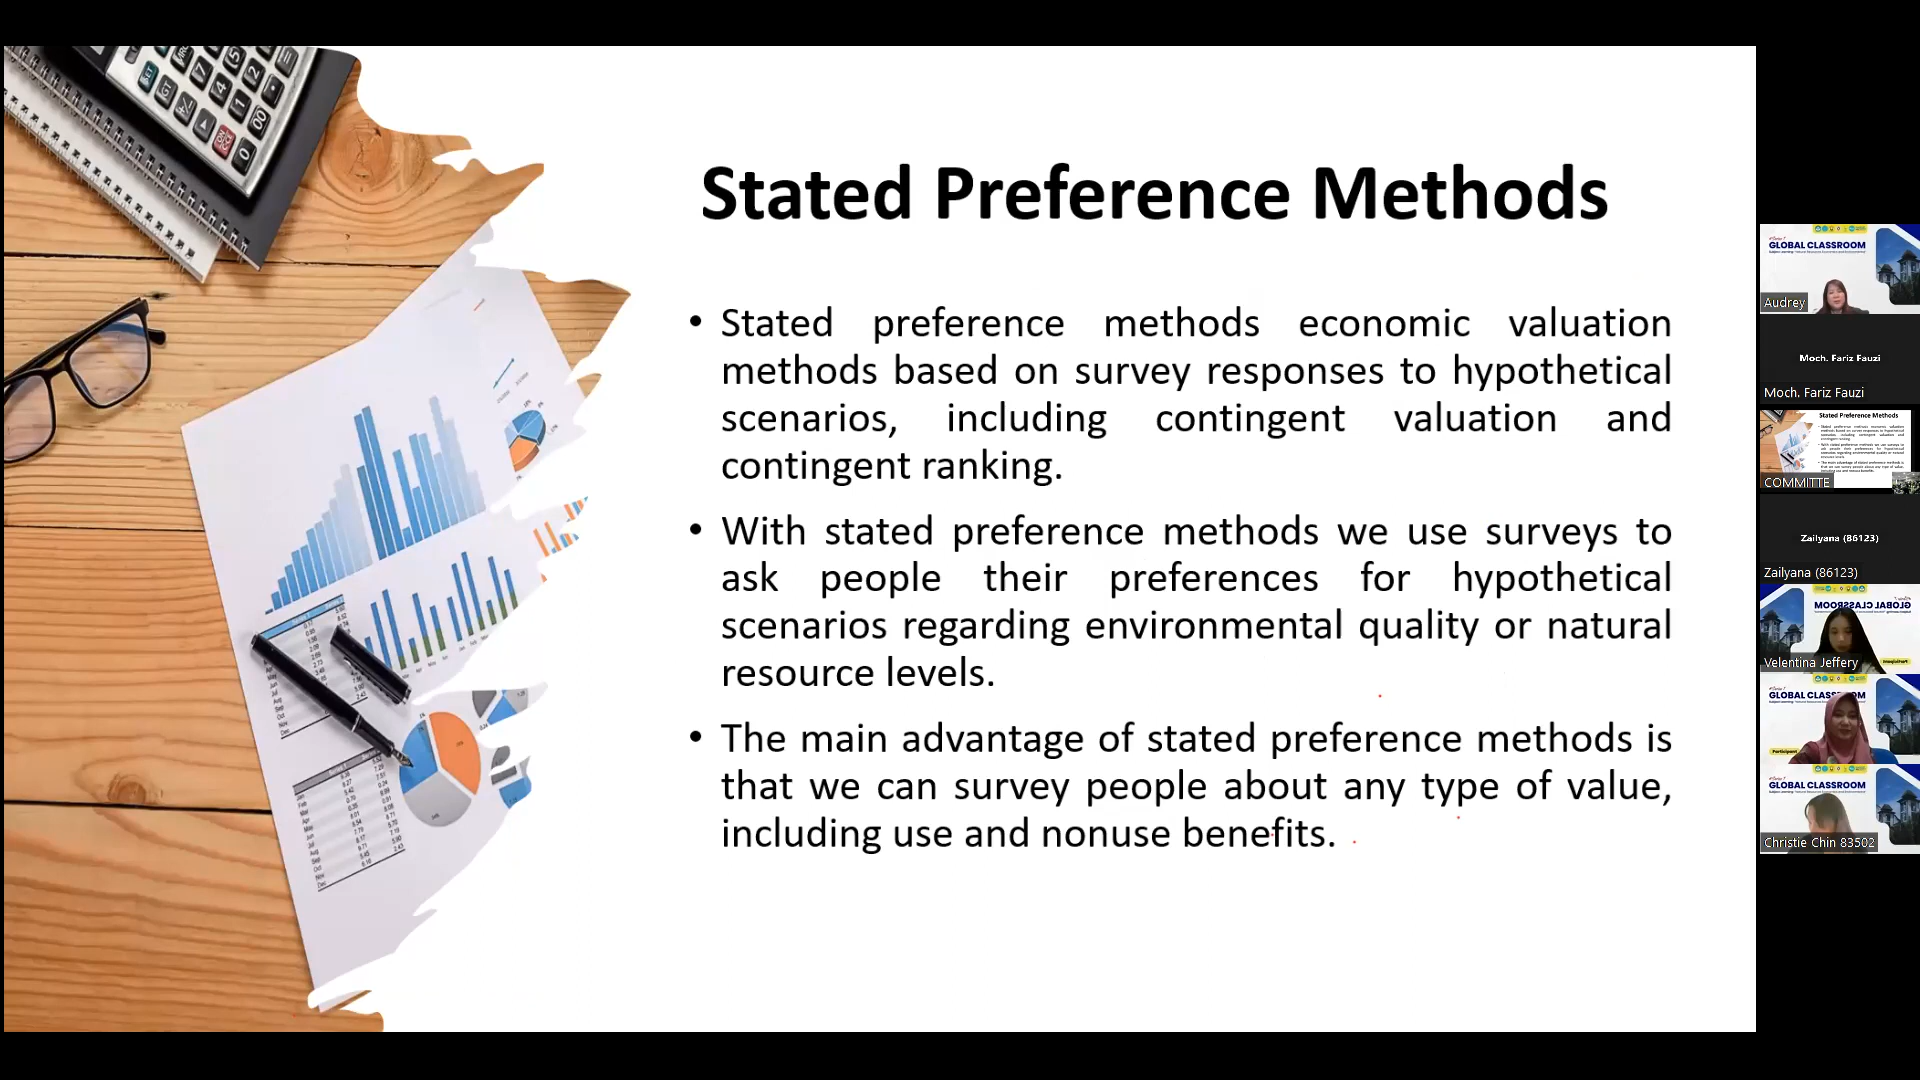 Stated Preference Methods
• Stated preference methods economic valuation
methods based on survey responses to hypothetical
scenarios, including contingent valuation and
contingent ranking.
• With stated preference methods we use surveys to
ask people their preferences for hypothetical
scenarios regarding environmental quality or natural
resource levels.
• The main advantage of stated preference methods is
that we can survey people about any type of value,
including use and nonuse benefits.
GLOBAL CLASSROOM
Audrey
Moch. Fariz Fauzi
Moch. Fariz Fauzi
Stated Preference Methods
COMMITTE
Zailyana (86123)
Zailyana (86123)
GLOBAL CLASSROOM
Velentina Jeffery
GLOBAL CLASSROOM
Participant
GLOBAL CLASSROOM
Christie Chin 83502